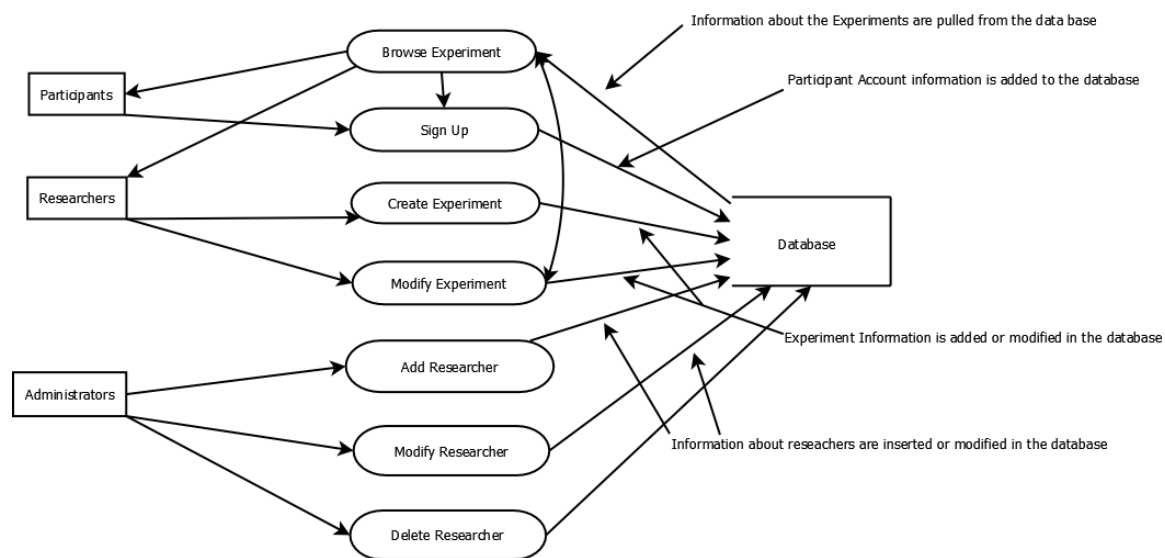 Information about the Experiments are pulled from the data base
Browse Experiment
Participant Account information is added to the database
Participants
Sign Up
Researchers
Create Experiment
Database
Modify Experiment
Experiment Information is added or modified in the database
Add Researcher
Administrators
Information about reseachers are inserted or modified in the database
Modify Researcher
Delete Researcher